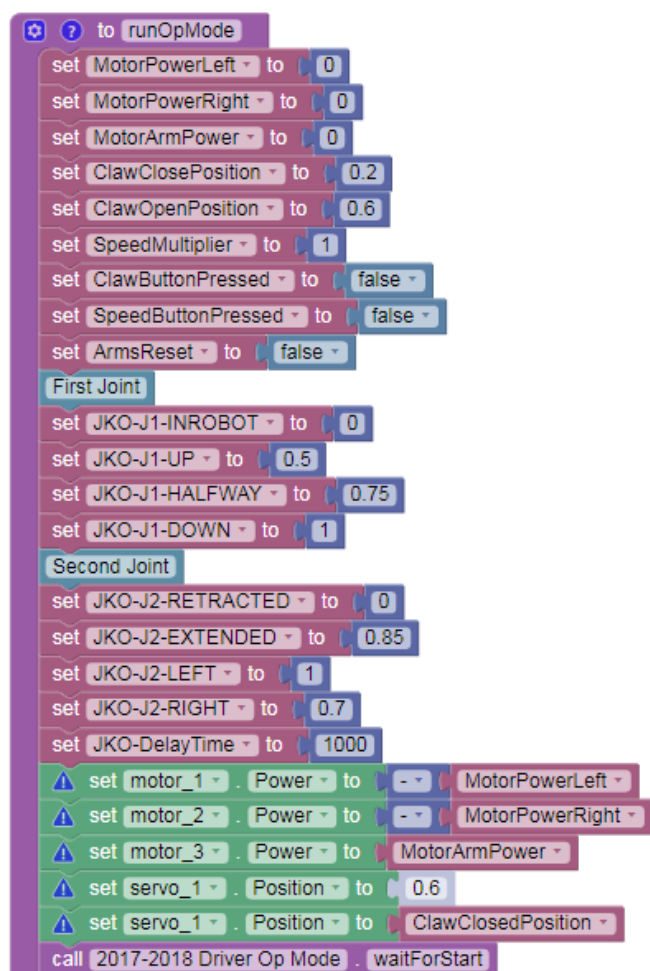 ? to runOpMode
set MotorPowerLeft to 0
set MotorPowerRight to 0
set MotorArmPower to 0
set ClawClosePosition to 0.2
set ClawOpenPosition to 0.6
set SpeedMultiplier to 1
set ClawButtonPressed to false
set SpeedButtonPressed to false
set ArmsReset to false
First Joint
set JKO-J1-INROBOT to 0
set JKO-J1-UP to 0.5
set JKO-J1-HALFWAY to 0.75
set JKO-J1-DOWN to 1
Second Joint
set JKO-J2-RETRACTED to 0
set JKO-J2-EXTENDED to 0.85
set JKO-J2-LEFT to 1
set JKO-J2-RIGHT to 0.7
set JKO-DelayTime to 1000
! set motor_1 . Power to - MotorPowerLeft
! set motor_2 . Power to - MotorPowerRight
! set motor_3 . Power to MotorArmPower
! set servo_1 . Position to 0.6
! set servo_1 . Position to ClawClosedPosition
call 2017-2018 Driver Op Mode . waitForStart